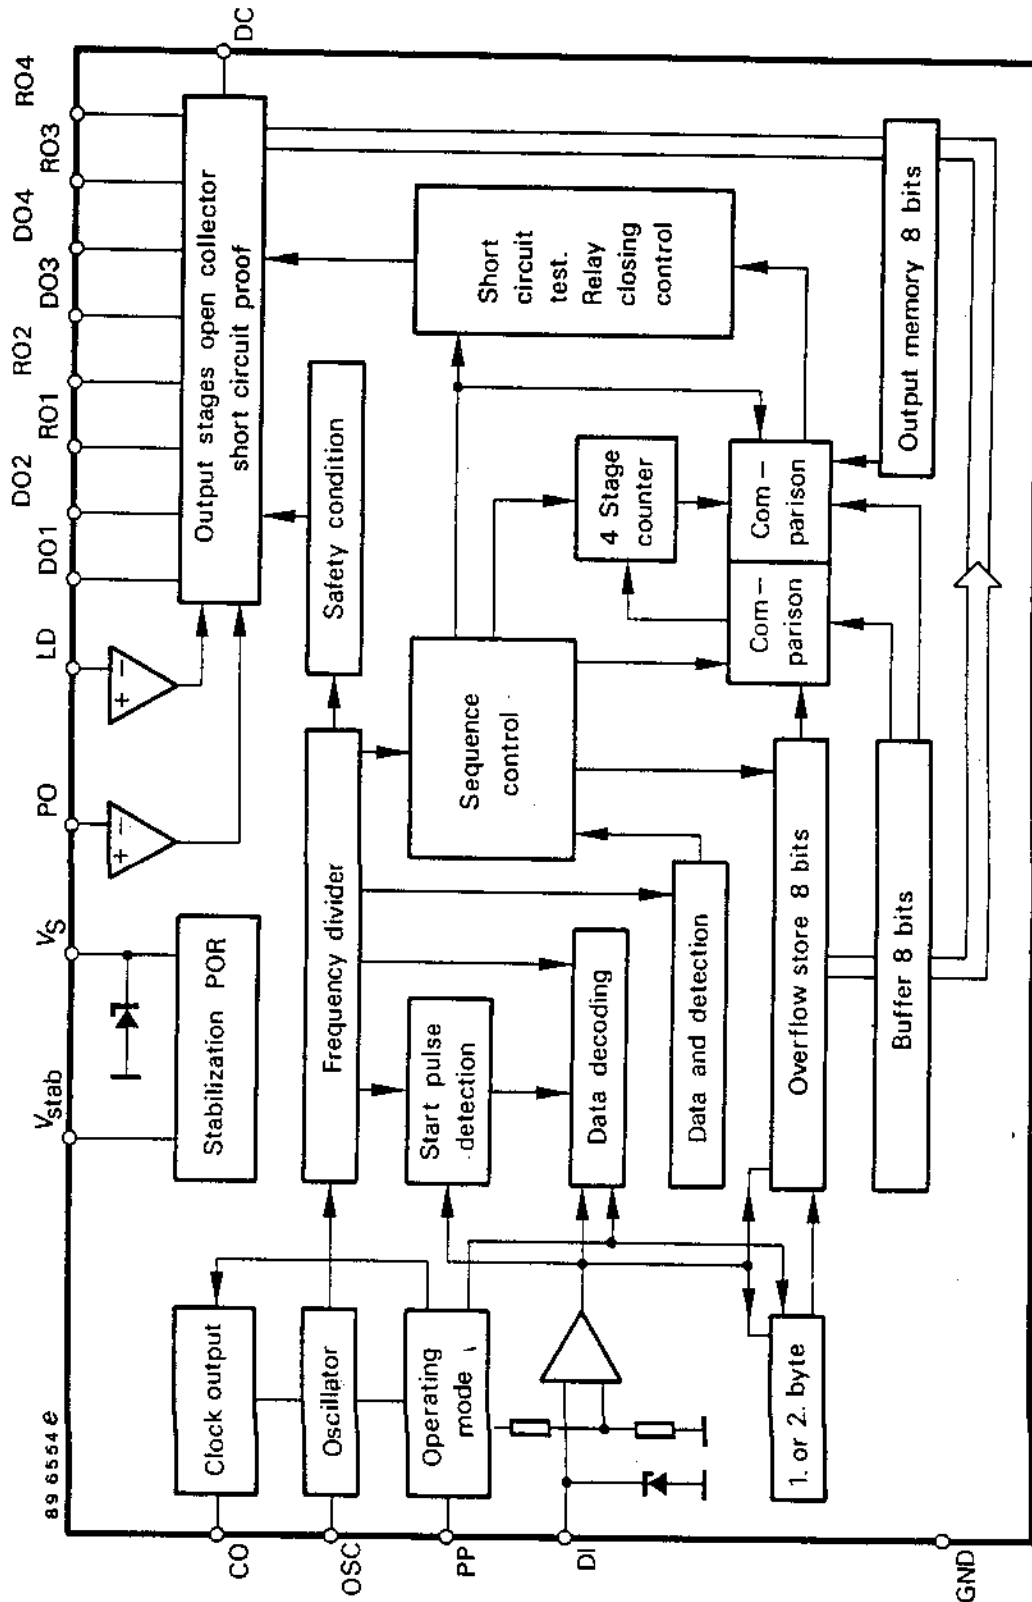 89 6554 e
V_stab
V_S
PO
LD
DO1
DO2
RO1
RO2
DO3
DO4
RO3
RO4
CO
OSC
PP
DI
GND
DC
Clock output
Stabilization POR
Output stages open collector
short circuit proof
Oscillator
Frequency divider
Safety condition
Operating
mode
Start pulse
detection
Sequence
control
Short
circuit
test.
Relay
closing
control
Data decoding
4 Stage
counter
Data and detection
Com –
parison
Com –
parison
1. or 2. byte
Overflow store 8 bits
Buffer 8 bits
Output memory 8 bits
+ −
+ −